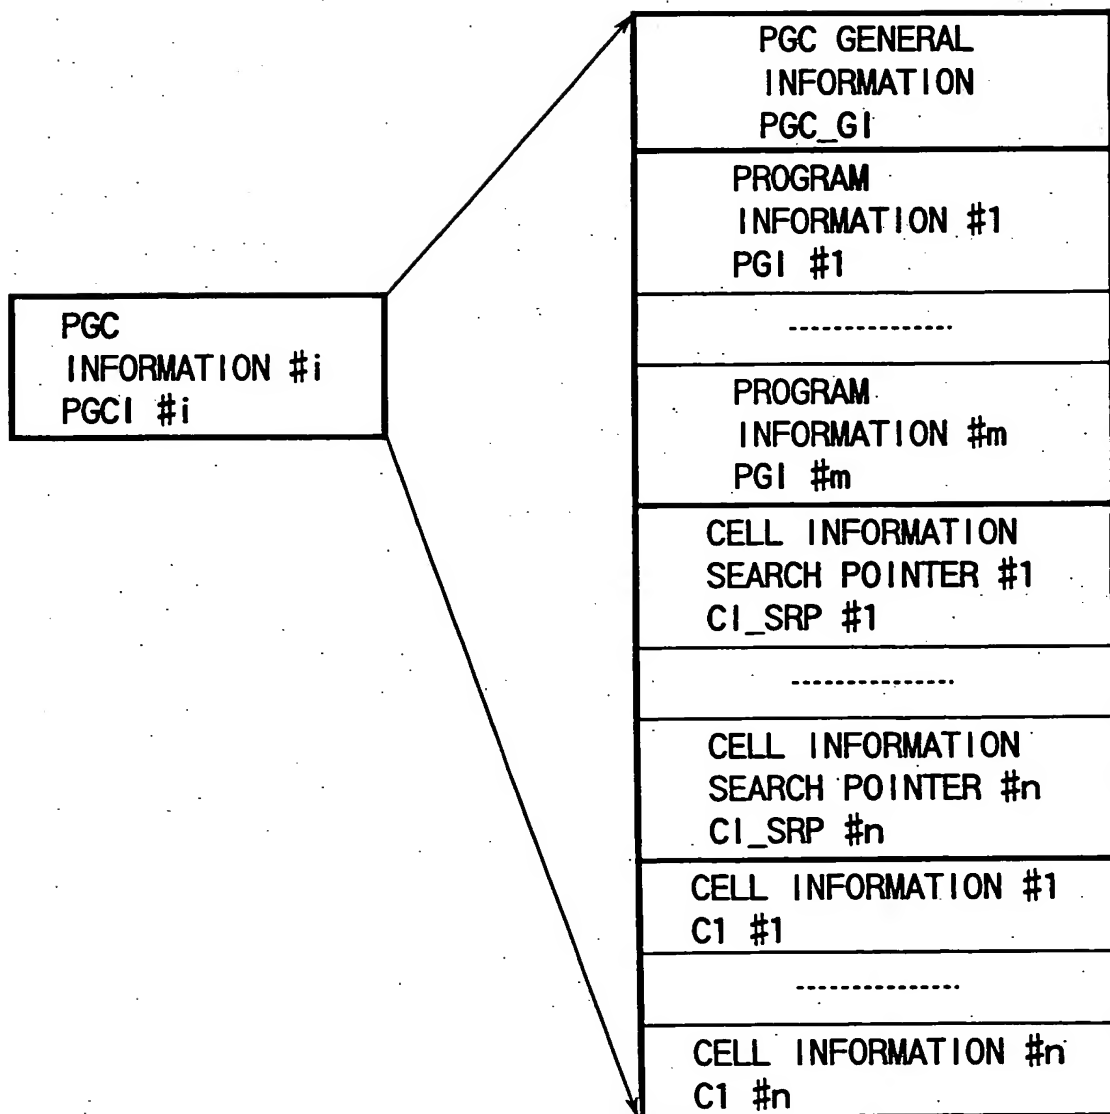 PGC
INFORMATION #i
PGCI #i
PGC GENERAL
INFORMATION
PGC_GI
PROGRAM
INFORMATION #1
PGI #1
PROGRAM
INFORMATION #m
PGI #m
CELL INFORMATION
SEARCH POINTER #1
CI_SRP #1
CELL INFORMATION
SEARCH POINTER #n
CI_SRP #n
CELL INFORMATION #1
C1 #1
CELL INFORMATION #n
C1 #n